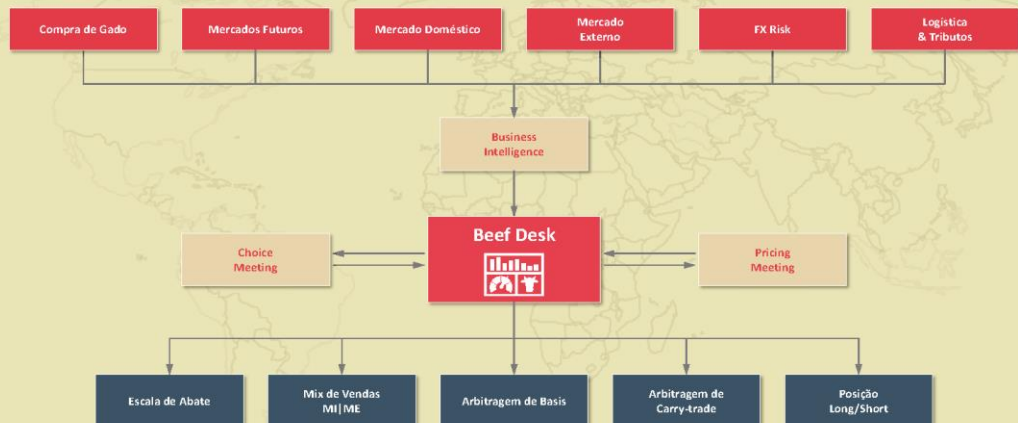 Compra de Gado
Mercados Futuros
Mercado Doméstico
Mercado
Externo
FX Risk
Logística
& Tributos
Business
Intelligence
Beef Desk
Choice
Meeting
Pricing
Meeting
Escala de Abate
Mix de Vendas
MI|ME
Arbitragem de Basis
Arbitragem de
Carry-trade
Posição
Long/Short